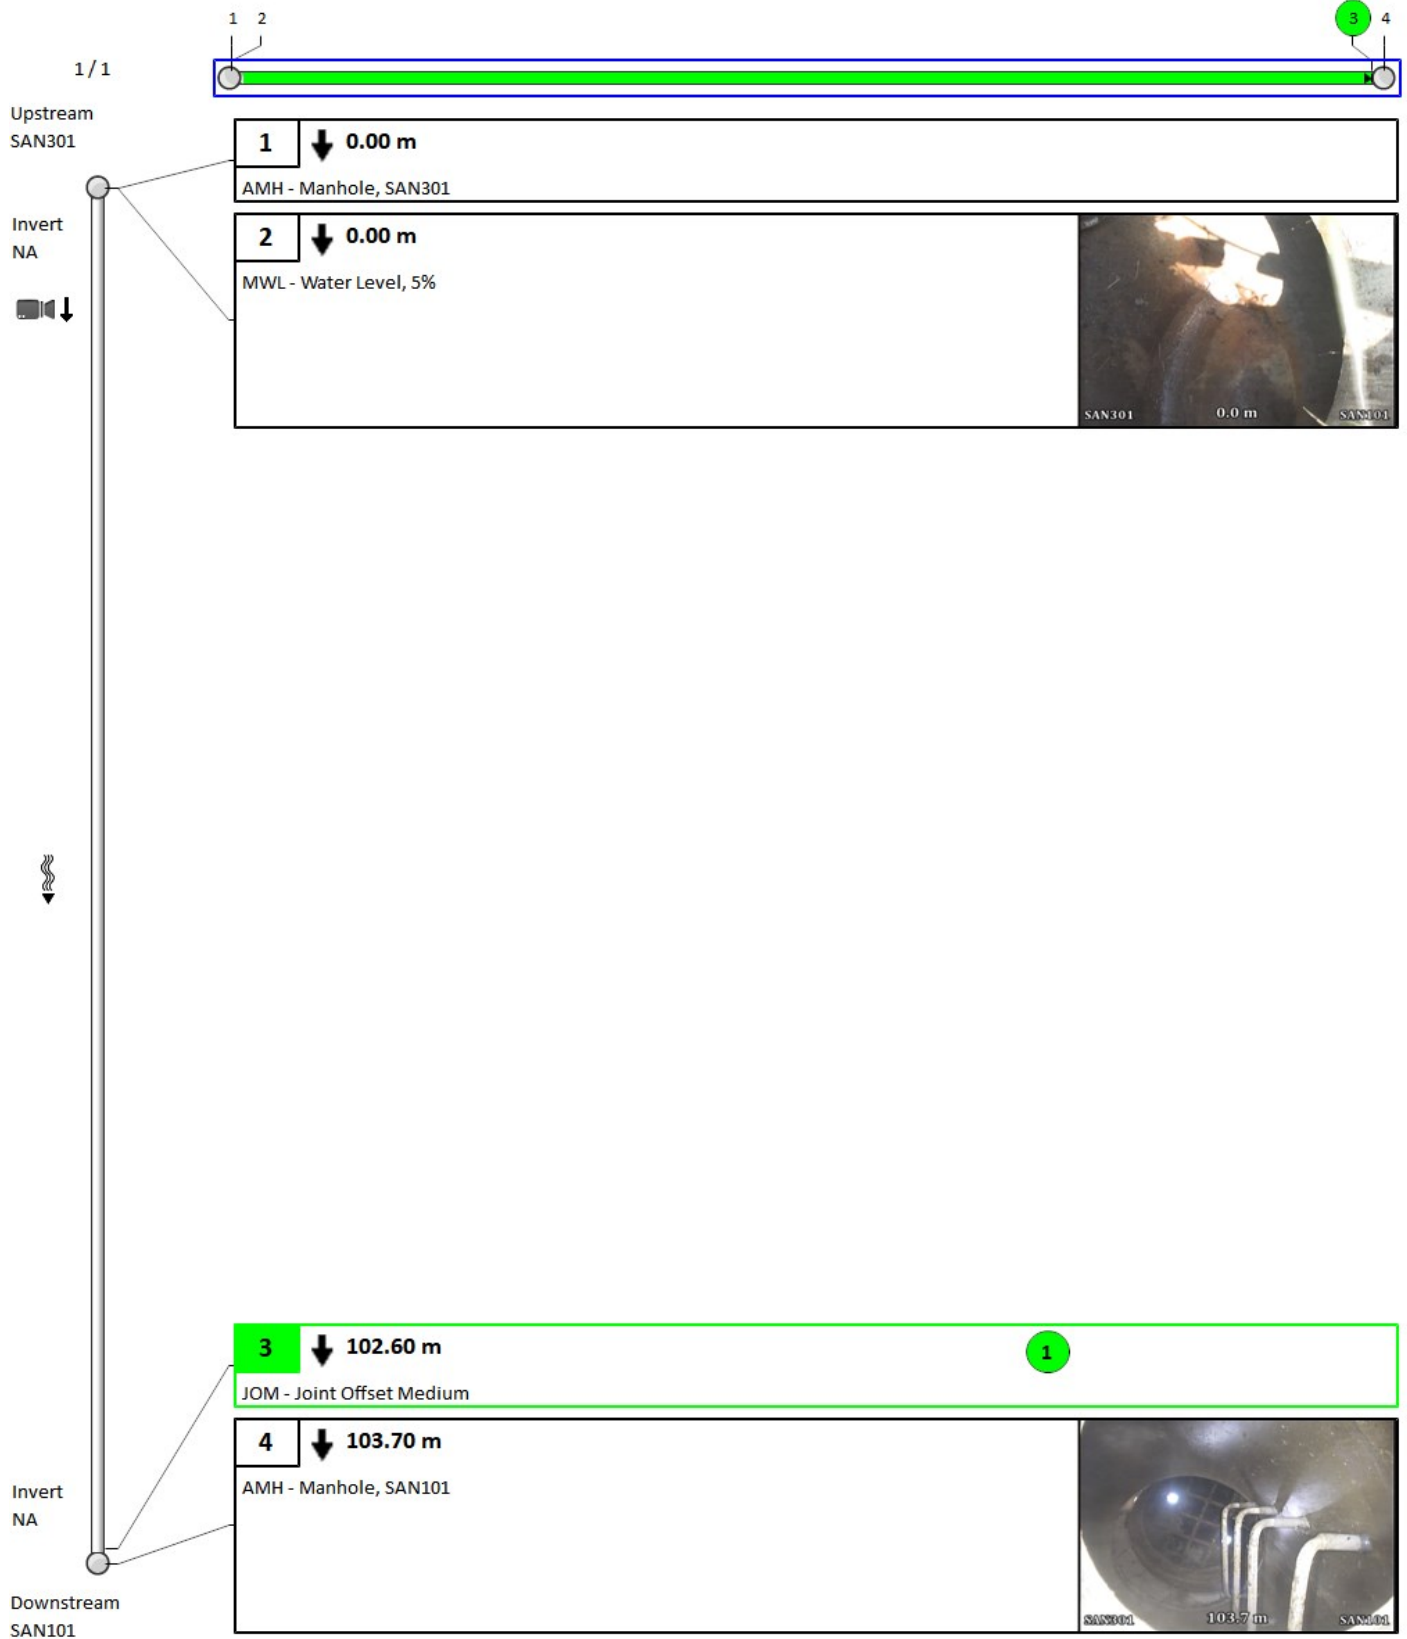 1 2 3 4
1 / 1
Upstream
SAN301
1 0.00 m
AMH - Manhole, SAN301
Invert
NA
2 0.00 m
MWL - Water Level, 5%
SAN301 0.0 m SAN101
3 102.60 m 1
JOM - Joint Offset Medium
4 103.70 m
AMH - Manhole, SAN101
Invert
NA
SAN301 103.7 m SAN101
Downstream
SAN101